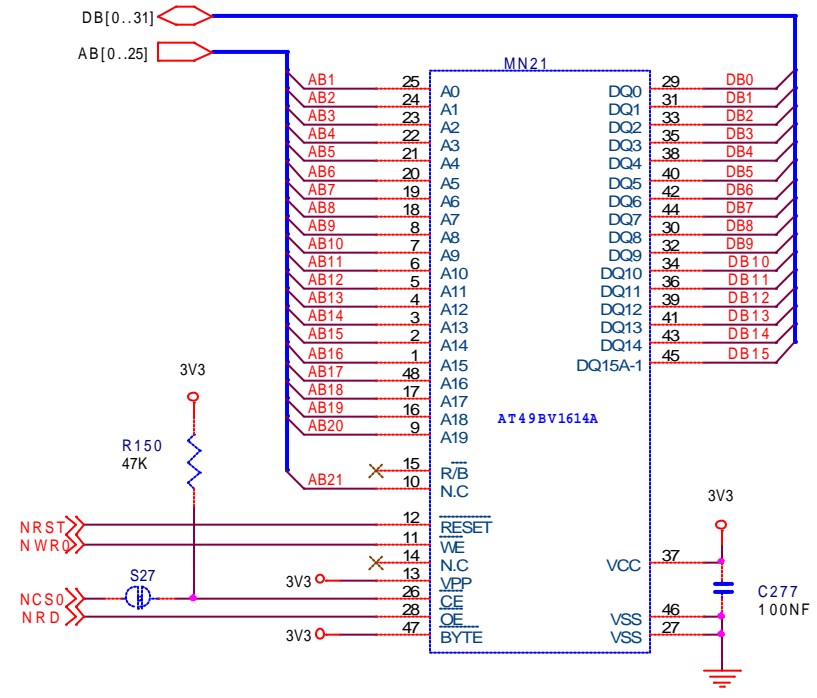 DB[0..31]
AB[0..25]
MN21
AB1 25 A0 DQ0 29 DB0
AB2 24 A1 DQ1 31 DB1
AB3 23 A2 DQ2 33 DB2
AB4 22 A3 DQ3 35 DB3
AB5 21 A4 DQ4 38 DB4
AB6 20 A5 DQ5 40 DB5
AB7 19 A6 DQ6 42 DB6
AB8 18 A7 DQ7 44 DB7
AB9 8 A8 DQ8 30 DB8
AB10 7 A9 DQ9 32 DB9
AB11 6 A10 DQ10 34 DB10
AB12 5 A11 DQ11 36 DB11
AB13 4 A12 DQ12 39 DB12
AB14 3 A13 DQ13 41 DB13
AB15 2 A14 DQ14 43 DB14
AB16 1 A15 DQ15A-1 45 DB15
AB17 48 A16
AB18 17 A17
AB19 16 A18
AB20 9 A19
AT49BV1614A
3V3
R150
47K
15 R/B
AB21 10 N.C
NRST 12 RESET
NWR0 11 WE
14 N.C
3V3 13 VPP
S27
NCS0 26 CE
NRD 28 OE
3V3 47 BYTE
3V3
VCC 37
C277
100NF
VSS 46
VSS 27